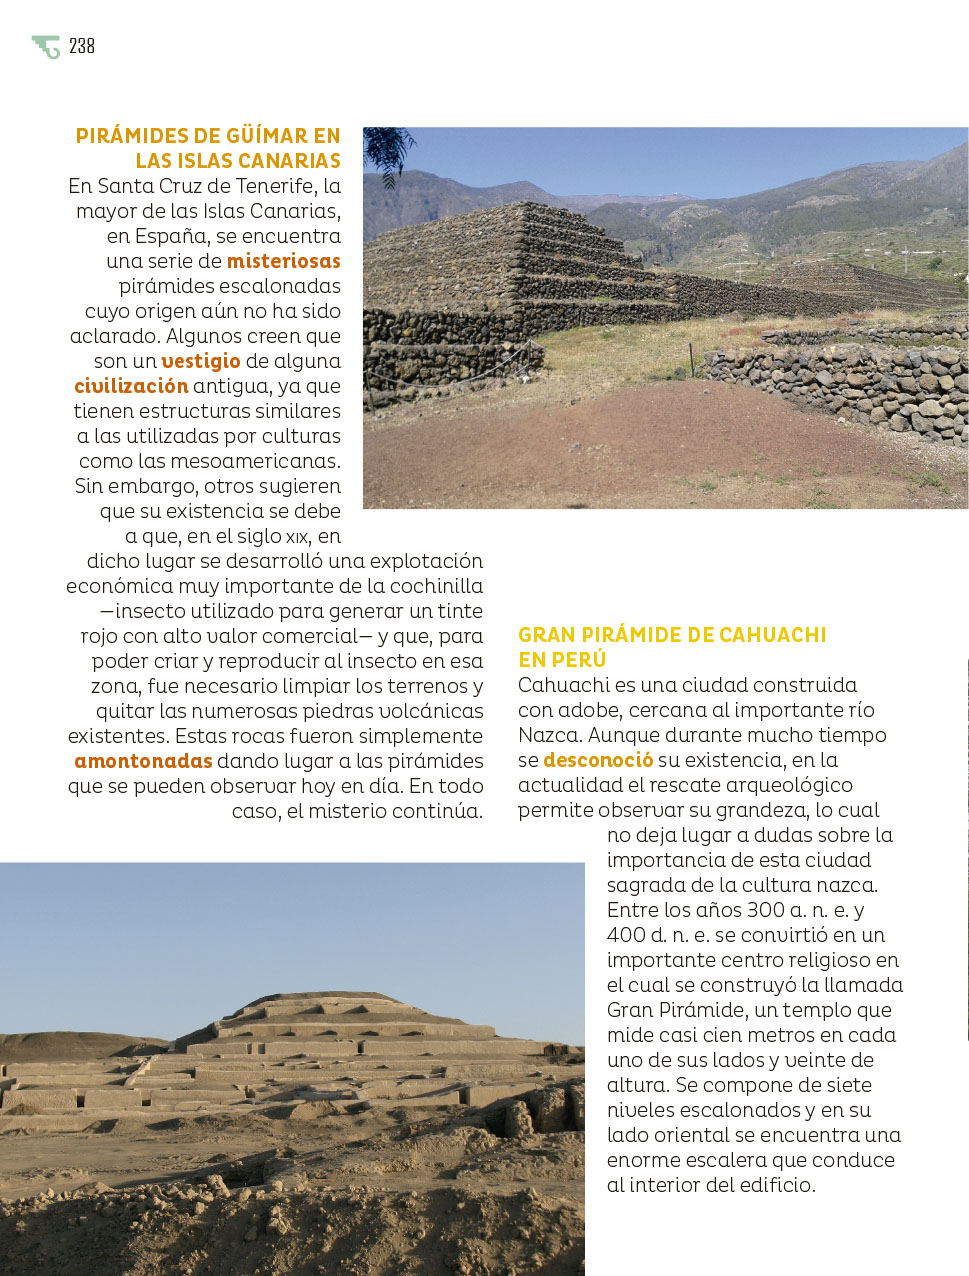 238
PIRÁMIDES DE GÜÍMAR EN
LAS ISLAS CANARIAS
En Santa Cruz de Tenerife, la
mayor de las Islas Canarias,
en España, se encuentra
una serie de misteriosas
pirámides escalonadas
cuyo origen aún no ha sido
aclarado. Algunos creen que
son un vestigio de alguna
civilización antigua, ya que
tienen estructuras similares
a las utilizadas por culturas
como las mesoamericanas.
Sin embargo, otros sugieren
que su existencia se debe
a que, en el siglo XIX, en
dicho lugar se desarrolló una explotación
económica muy importante de la cochinilla
—insecto utilizado para generar un tinte
rojo con alto valor comercial— y que, para
poder criar y reproducir al insecto en esa
zona, fue necesario limpiar los terrenos y
quitar las numerosas piedras volcánicas
existentes. Estas rocas fueron simplemente
amontonadas dando lugar a las pirámides
que se pueden observar hoy en día. En todo
caso, el misterio continúa.
GRAN PIRÁMIDE DE CAHUACHI
EN PERÚ
Cahuachi es una ciudad construida
con adobe, cercana al importante río
Nazca. Aunque durante mucho tiempo
se desconoció su existencia, en la
actualidad el rescate arqueológico
permite observar su grandeza, lo cual
no deja lugar a dudas sobre la
importancia de esta ciudad
sagrada de la cultura nazca.
Entre los años 300 a. n. e. y
400 d. n. e. se convirtió en un
importante centro religioso en
el cual se construyó la llamada
Gran Pirámide, un templo que
mide casi cien metros en cada
uno de sus lados y veinte de
altura. Se compone de siete
niveles escalonados y en su
lado oriental se encuentra una
enorme escalera que conduce
al interior del edificio.